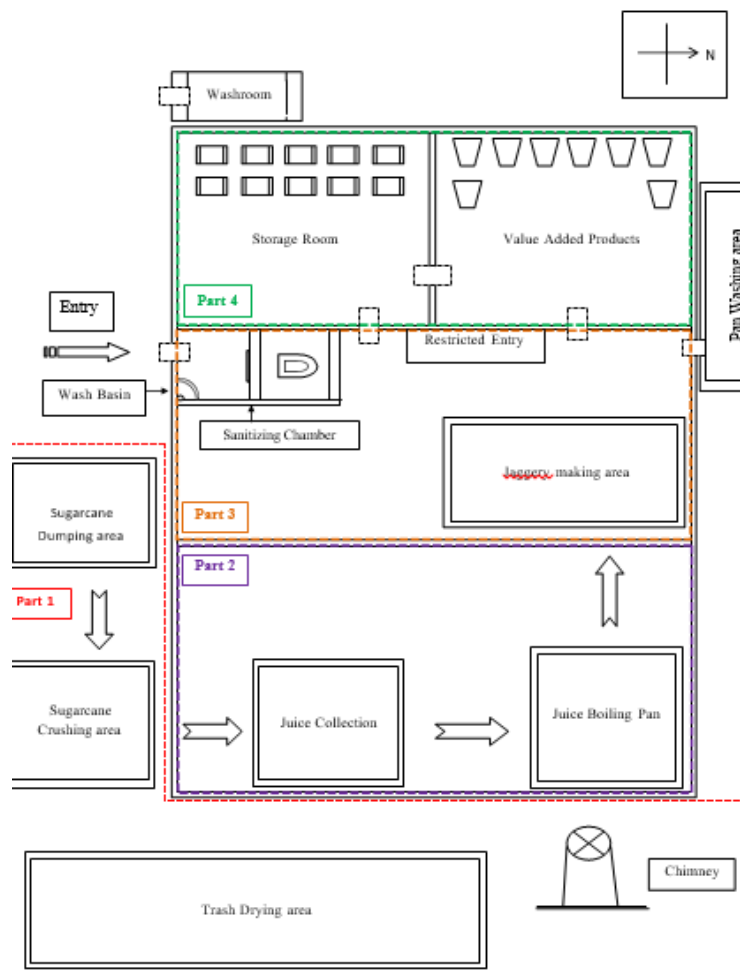 N
Washroom
Storage Room
Value Added Products
Pan Washing area
Part 4
Entry
Restricted Entry
Wash Basin
Sanitizing Chamber
Jaggery making area
Sugarcane
Dumping area
Part 3
Part 2
Part 1
Sugarcane
Crushing area
Juice Collection
Juice Boiling Pan
Chimney
Trash Drying area